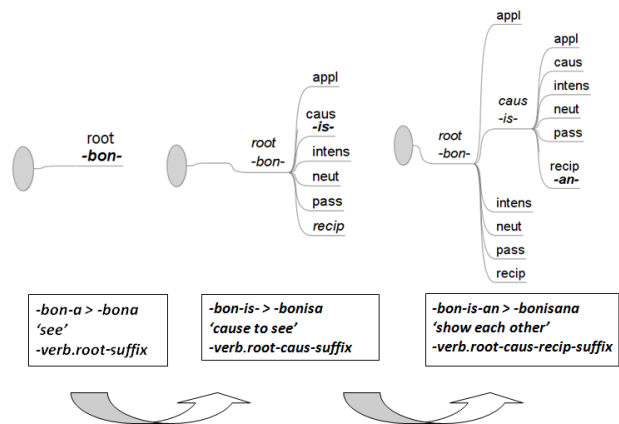 root
-bon-
root
-bon-
appl
caus
-is-
intens
neut
pass
recip
root
-bon-
appl
caus
-is-
appl
caus
intens
neut
pass
recip
-an-
intens
neut
pass
recip
-bon-a > -bona
‘see’
-verb.root-suffix
-bon-is- > -bonisa
‘cause to see’
-verb.root-caus-suffix
-bon-is-an > -bonisana
‘show each other’
-verb.root-caus-recip-suffix